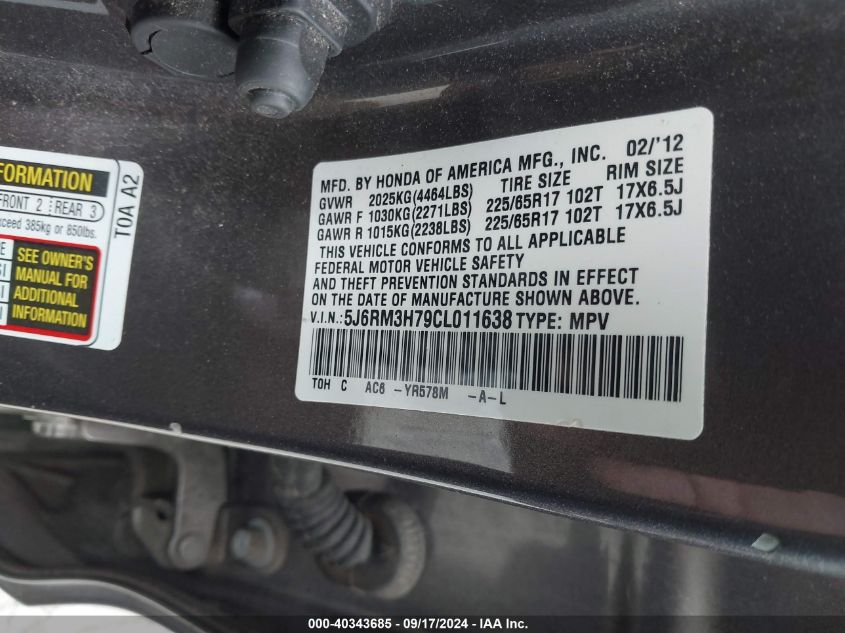 FORMATION
FRONT 2 REAR 3
exceed 385kg or 850lbs.
SEE OWNER'S
MANUAL FOR
ADDITIONAL
INFORMATION
T0A A2
MFD. BY HONDA OF AMERICA MFG., INC. 02/'12
GVWR 2025KG(4464LBS) TIRE SIZE RIM SIZE
GAWR F 1030KG(2271LBS) 225/65R17 102T 17X6.5J
GAWR R 1015KG(2238LBS) 225/65R17 102T 17X6.5J
THIS VEHICLE CONFORMS TO ALL APPLICABLE
FEDERAL MOTOR VEHICLE SAFETY
AND THEFT PREVENTION STANDARDS IN EFFECT
ON THE DATE OF MANUFACTURE SHOWN ABOVE.
V.I.N.:5J6RM3H79CL011638 TYPE: MPV
TOH C AC6 -YR578M -A-L
000-40343685 - 09/17/2024 - IAA Inc.